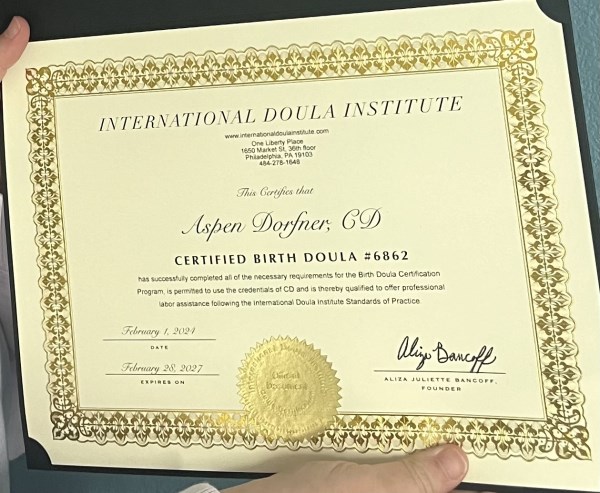 INTERNATIONAL DOULA INSTITUTE
www.internationaldoulainstitute.com
One Liberty Place
1650 Market St, 36th floor
Philadelphia, PA 19103
484-278-1648
This Certifies that
Aspen Dorfner, CD
CERTIFIED BIRTH DOULA #6862
has successfully completed all of the necessary requirements for the Birth Doula Certification
Program, is permitted to use the credentials of CD and is thereby qualified to offer professional
labor assistance following the International Doula Institute Standards of Practice.
February 1, 2024
DATE
February 28, 2027
EXPIRES ON
Aliza Bancoff
ALIZA JULIETTE BANCOFF,
FOUNDER